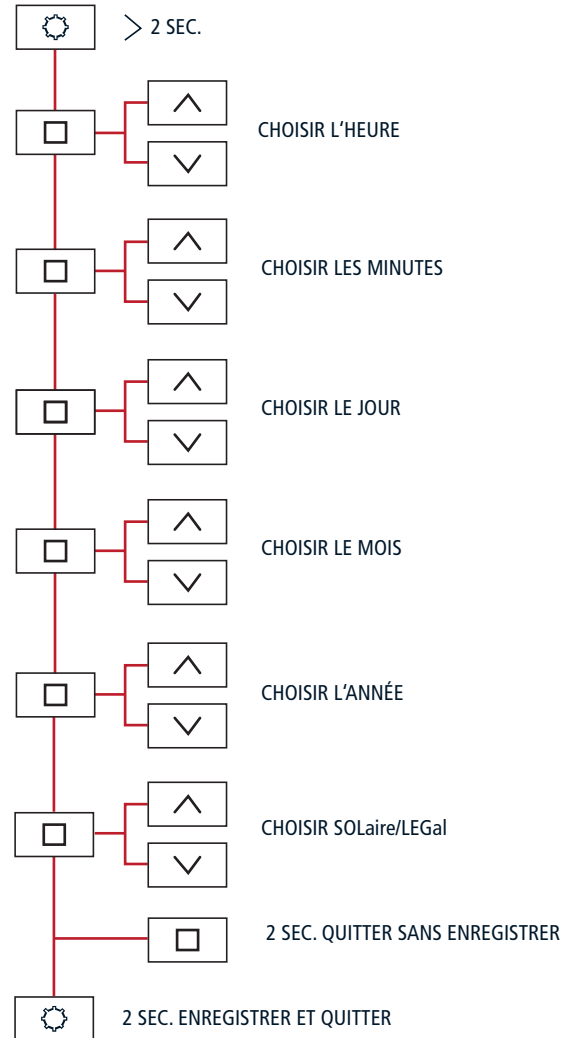 > 2 SEC.
CHOISIR L'HEURE
CHOISIR LES MINUTES
CHOISIR LE JOUR
CHOISIR LE MOIS
CHOISIR L'ANNÉE
CHOISIR SOLaire/LEGal
2 SEC. QUITTER SANS ENREGISTRER
2 SEC. ENREGISTRER ET QUITTER